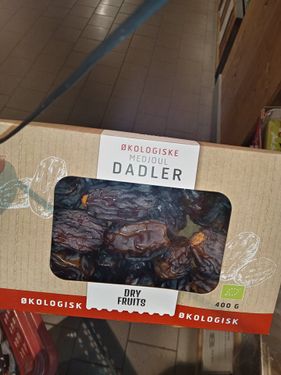 ØKOLOGISKE
MEDJOUL
DADLER
DRY
FRUITS
400 G
ØKOLOGISK
ØKOLOGISK